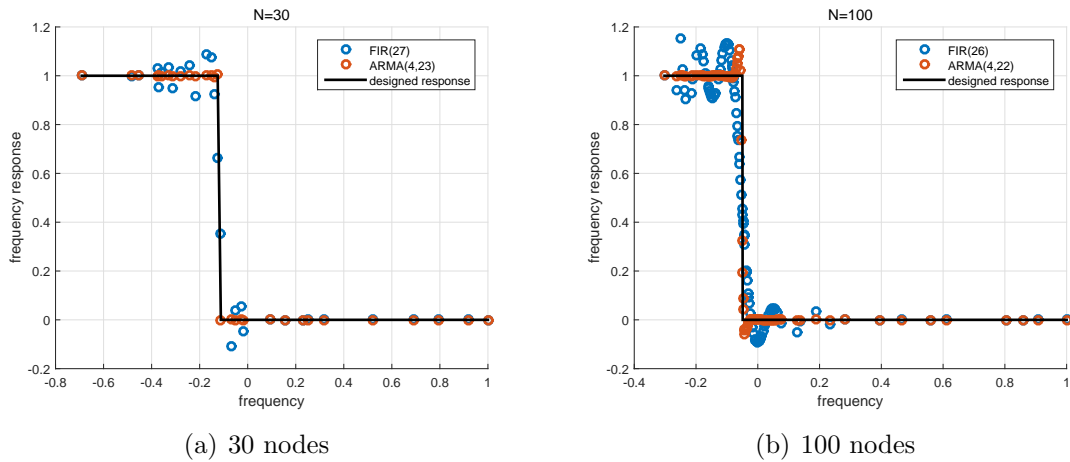 N=30
1.2
1
0.8
0.6
0.4
0.2
0
-0.2
frequency response
-0.8 -0.6 -0.4 -0.2 0 0.2 0.4 0.6 0.8 1
frequency
FIR(27)
ARMA(4,23)
designed response
(a) 30 nodes
N=100
1.2
1
0.8
0.6
0.4
0.2
0
-0.2
frequency response
-0.4 -0.2 0 0.2 0.4 0.6 0.8 1
frequency
FIR(26)
ARMA(4,22)
designed response
(b) 100 nodes